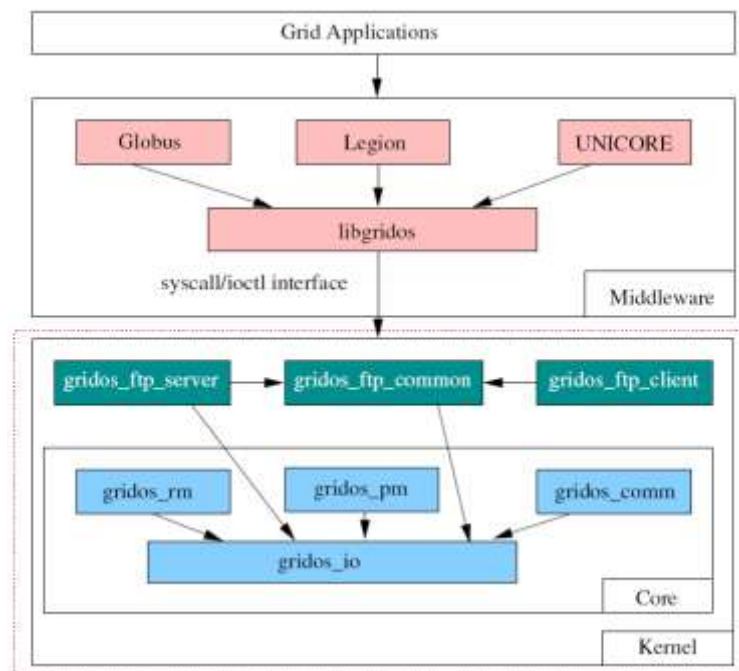 Grid Applications
Globus
Legion
UNICORE
libgridos
syscall/ioctl interface
Middleware
gridos_ftp_server
gridos_ftp_common
gridos_ftp_client
gridos_rm
gridos_pm
gridos_comm
gridos_io
Core
Kernel